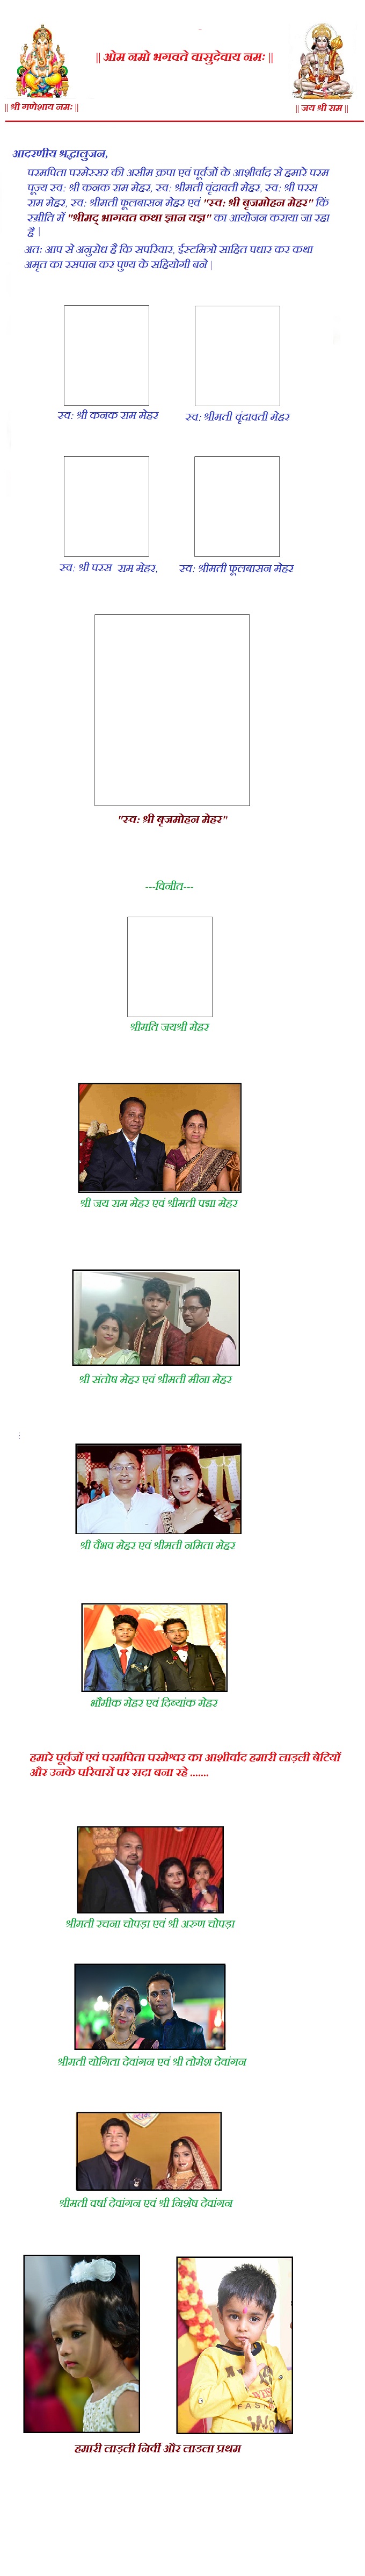 || ओम नमो भगवते वासुदेवाय नमः ||
|| श्री गणेशाय नमः ||
|| जय श्री राम ||
आदरणीय श्रद्धालुजन,
परमपिता परमेस्सर की असीम क्रपा एवं पूर्वजों के आशीर्वाद से हमारे परम
पूज्य स्व: श्री कनक राम मेहर, स्व: श्रीमती वृंदावती मेहर, स्व: श्री परस
राम मेहर, स्व: श्रीमती फूलबासन मेहर एवं "स्व: श्री बृजमोहन मेहर" किं
स्म्रीति में "श्रीमद् भागवत कथा ज्ञान यज्ञ" का आयोजन कराया जा रहा
है |
अतः आप से अनुरोध है कि सपरिवार, ईस्टमित्रो साहित पधार कर कथा
अमृत का रसपान कर पुण्य के सहियोगी बने |
स्व: श्री कनक राम मेहर
स्व: श्रीमती वृंदावती मेहर
स्व: श्री परस राम मेहर,
स्व: श्रीमती फूलबासन मेहर
"स्व: श्री बृजमोहन मेहर"
---विनीत---
श्रीमति जयश्री मेहर
श्री जय राम मेहर एवं श्रीमती पद्मा मेहर
श्री संतोष मेहर एवं श्रीमती मीना मेहर
:
श्री वैभव मेहर एवं श्रीमती नमिता मेहर
भौमीक मेहर एवं दिव्यांक मेहर
हमारे पूर्वजों एवं परमपिता परमेश्वर का आशीर्वाद हमारी लाड़ली बेटियों
और उनके परिवारों पर सदा बना रहे .......
श्रीमती रचना चोपड़ा एवं श्री अरुण चोपड़ा
श्रीमती योगिता देवांगन एवं श्री तोमेश देवांगन
श्रीमती वर्षा देवांगन एवं श्री निशेष देवांगन
हमारी लाड़ली निर्वी और लाडला प्रथम